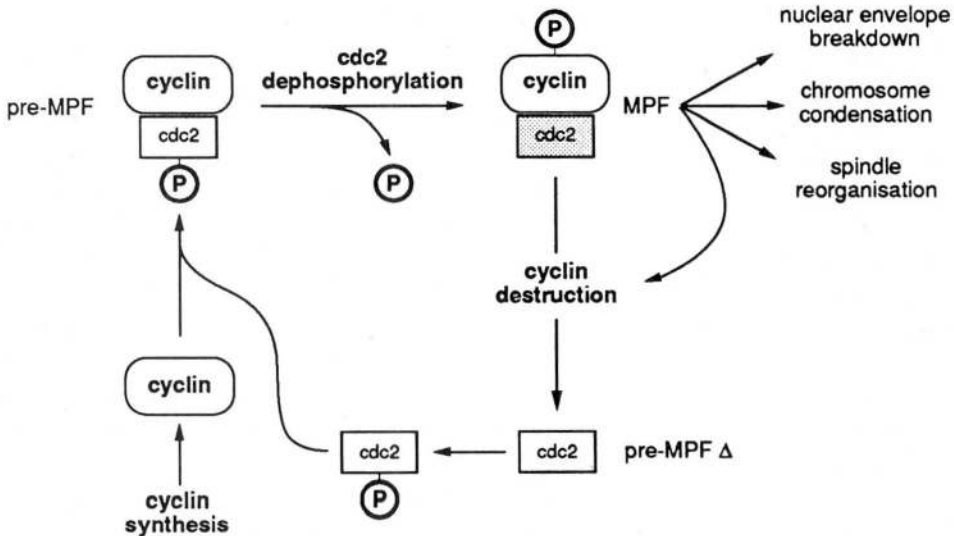 nuclear envelope
breakdown
P
cdc2
dephosphorylation
cyclin
cyclin
pre-MPF
MPF
chromosome
condensation
cdc2
cdc2
P
P
spindle
reorganisation
cyclin
destruction
cyclin
cdc2
cdc2
pre-MPF Δ
P
cyclin
synthesis